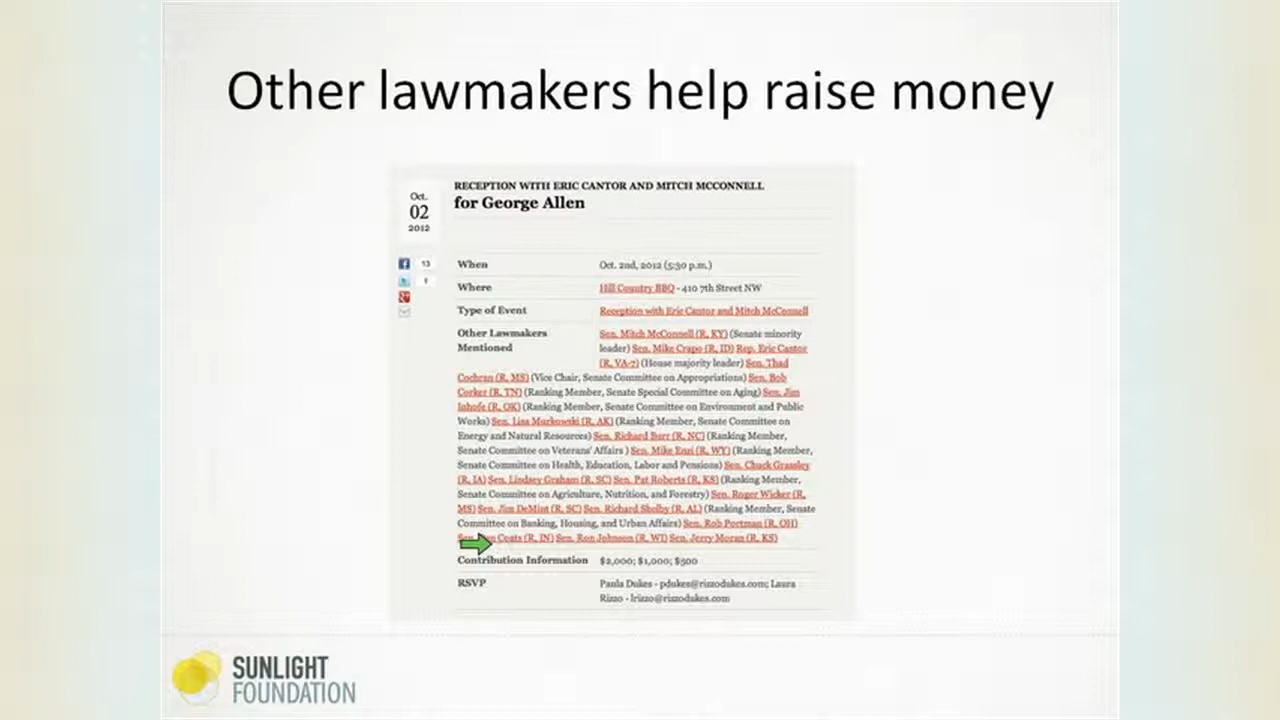 Other lawmakers help raise money
Oct.
02
2012
RECEPTION WITH ERIC CANTOR AND MITCH MCCONNELL
for George Allen
13
1
When Oct. 2nd, 2012 (5:30 p.m.)
Where Hill Country BBQ - 410 7th Street NW
Type of Event Reception with Eric Cantor and Mitch McConnell
Other Lawmakers Mentioned
Sen. Mitch McConnell (R, KY) (Senate minority
leader) Sen. Mike Crapo (R, ID) Rep. Eric Cantor
(R, VA-7) (House majority leader) Sen. Thad
Cochran (R, MS) (Vice Chair, Senate Committee on Appropriations) Sen. Bob
Corker (R, TN) (Ranking Member, Senate Special Committee on Aging) Sen. Jim
Inhofe (R, OK) (Ranking Member, Senate Committee on Environment and Public
Works) Sen. Lisa Murkowski (R, AK) (Ranking Member, Senate Committee on
Energy and Natural Resources) Sen. Richard Burr (R, NC) (Ranking Member,
Senate Committee on Veterans' Affairs ) Sen. Mike Enzi (R, WY) (Ranking Member,
Senate Committee on Health, Education, Labor and Pensions) Sen. Chuck Grassley
(R, IA) Sen. Lindsey Graham (R, SC) Sen. Pat Roberts (R, KS) (Ranking Member,
Senate Committee on Agriculture, Nutrition, and Forestry) Sen. Roger Wicker (R,
MS) Sen. Jim DeMint (R, SC) Sen. Richard Shelby (R, AL) (Ranking Member, Senate
Committee on Banking, Housing, and Urban Affairs) Sen. Rob Portman (R, OH)
Coats (R, IN) Sen. Ron Johnson (R, WI) Sen. Jerry Moran (R, KS)
Contribution Information $2,000; $1,000; $500
RSVP Paula Dukes - pdukes@rizzodukes.com; Laura
Rizzo - lrizzo@rizzodukes.com
SUNLIGHT
FOUNDATION